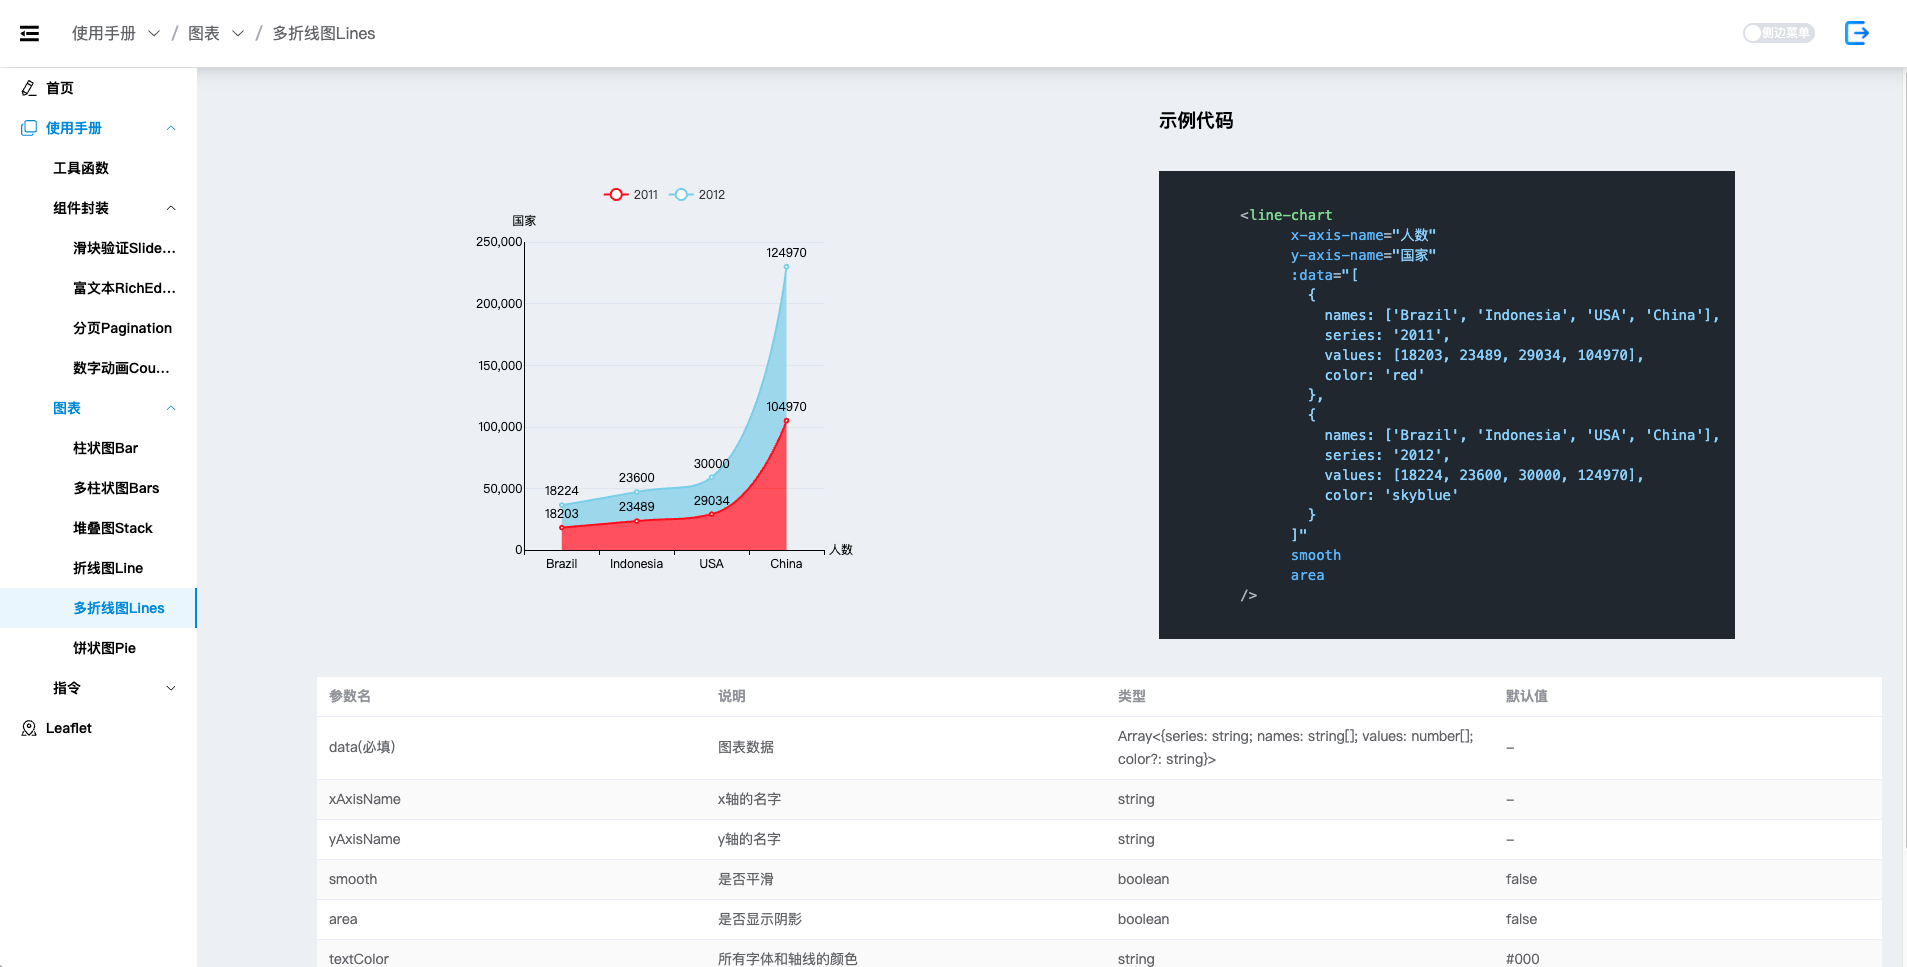 使用手册 / 图表 / 多折线图Lines
侧边菜单
首页
使用手册
工具函数
组件封装
滑块验证Slide...
富文本RichEd...
分页Pagination
数字动画Cou...
图表
柱状图Bar
多柱状图Bars
堆叠图Stack
折线图Line
多折线图Lines
饼状图Pie
指令
Leaflet
2011 2012
国家
250,000
200,000
150,000
100,000
50,000
0
124970
104970
30000
23600
18224
29034
23489
18203
Brazil Indonesia USA China
人数
示例代码
<line-chart
x-axis-name="人数"
y-axis-name="国家"
:data="[
{
names: ['Brazil', 'Indonesia', 'USA', 'China'],
series: '2011',
values: [18203, 23489, 29034, 104970],
color: 'red'
},
{
names: ['Brazil', 'Indonesia', 'USA', 'China'],
series: '2012',
values: [18224, 23600, 30000, 124970],
color: 'skyblue'
}
]"
smooth
area
/>
参数名 说明 类型 默认值
data(必填) 图表数据 Array<{series: string; names: string[]; values: number[];
color?: string}> –
xAxisName x轴的名字 string –
yAxisName y轴的名字 string –
smooth 是否平滑 boolean false
area 是否显示阴影 boolean false
textColor 所有字体和轴线的颜色 string #000